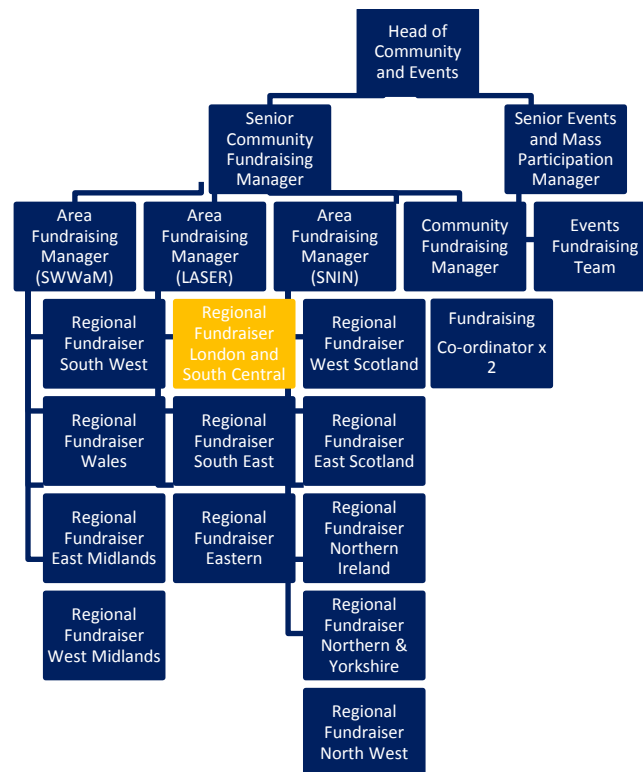 Head of
Community
and Events
Senior
Community
Fundraising
Manager
Senior Events
and Mass
Participation
Manager
Area
Fundraising
Manager
(SWWaM)
Area
Fundraising
Manager
(LASER)
Area
Fundraising
Manager
(SNIN)
Community
Fundraising
Manager
Events
Fundraising
Team
Regional
Fundraiser
South West
Regional
Fundraiser
London and
South Central
Regional
Fundraiser
West Scotland
Fundraising
Co-ordinator x
2
Regional
Fundraiser
Wales
Regional
Fundraiser
South East
Regional
Fundraiser
East Scotland
Regional
Fundraiser
East Midlands
Regional
Fundraiser
Eastern
Regional
Fundraiser
Northern
Ireland
Regional
Fundraiser
West Midlands
Regional
Fundraiser
Northern &
Yorkshire
Regional
Fundraiser
North West